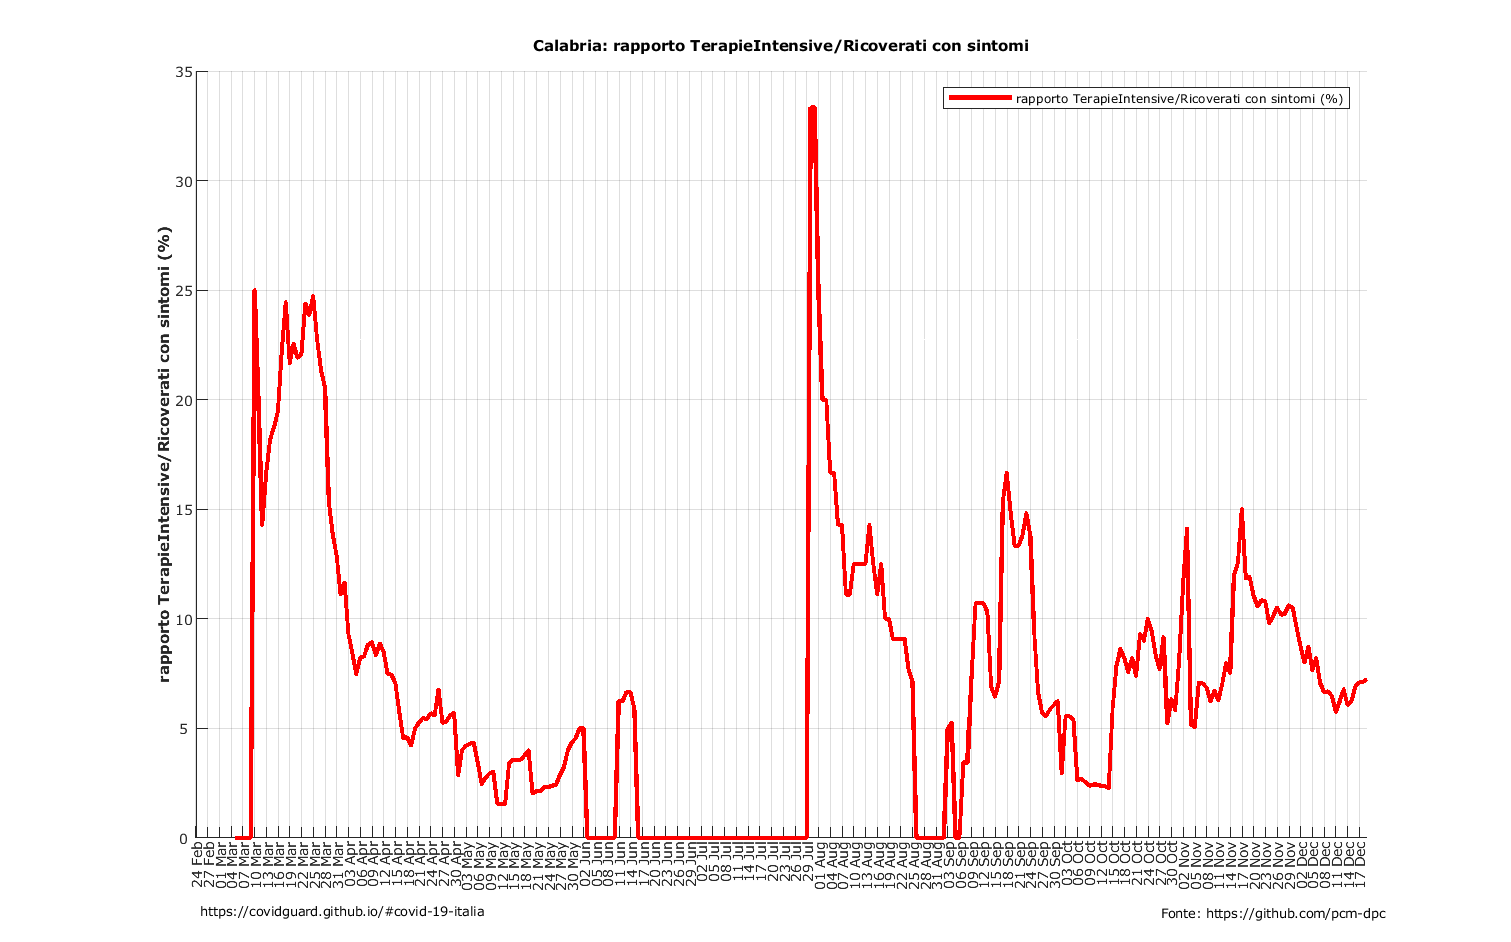 Calabria: rapporto TerapieIntensive/Ricoverati con sintomi
rapporto TerapieIntensive/Ricoverati con sintomi (%)
rapporto TerapieIntensive/Ricoverati con sintomi (%)
35
30
25
20
15
10
5
0
24 Feb
27 Feb
01 Mar
04 Mar
07 Mar
10 Mar
13 Mar
16 Mar
19 Mar
22 Mar
25 Mar
28 Mar
31 Mar
03 Apr
06 Apr
09 Apr
12 Apr
15 Apr
18 Apr
21 Apr
24 Apr
27 Apr
30 Apr
03 May
06 May
09 May
12 May
15 May
18 May
21 May
24 May
27 May
30 May
02 Jun
05 Jun
08 Jun
11 Jun
14 Jun
17 Jun
20 Jun
23 Jun
26 Jun
29 Jun
02 Jul
05 Jul
08 Jul
11 Jul
14 Jul
17 Jul
20 Jul
23 Jul
26 Jul
29 Jul
01 Aug
04 Aug
07 Aug
10 Aug
13 Aug
16 Aug
19 Aug
22 Aug
25 Aug
28 Aug
31 Aug
03 Sep
06 Sep
09 Sep
12 Sep
15 Sep
18 Sep
21 Sep
24 Sep
27 Sep
30 Sep
03 Oct
06 Oct
09 Oct
12 Oct
15 Oct
18 Oct
21 Oct
24 Oct
27 Oct
30 Oct
02 Nov
05 Nov
08 Nov
11 Nov
14 Nov
17 Nov
20 Nov
23 Nov
26 Nov
29 Nov
02 Dec
05 Dec
08 Dec
11 Dec
14 Dec
17 Dec
https://covidguard.github.io/#covid-19-italia
Fonte: https://github.com/pcm-dpc